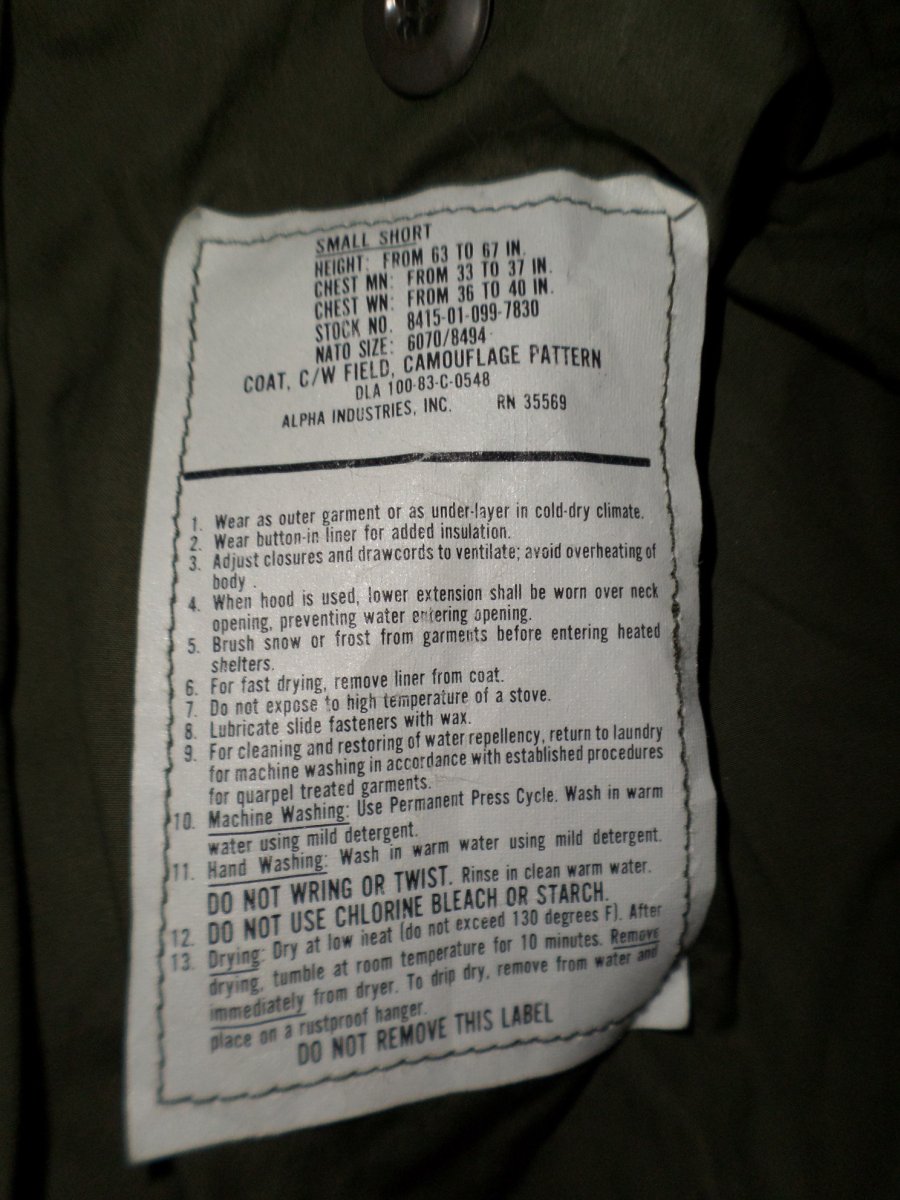 SMALL SHORT
HEIGHT: FROM 63 TO 67 IN.
CHEST MN: FROM 33 TO 37 IN.
CHEST WN: FROM 36 TO 40 IN.
STOCK NO. 8415-01-099-7830
NATO SIZE: 6070/8494
COAT, C/W FIELD, CAMOUFLAGE PATTERN
DLA 100-83-C-0548
ALPHA INDUSTRIES, INC. RN 35569
1. Wear as outer garment or as under-layer in cold-dry climate.
2. Wear button-in liner for added insulation.
3. Adjust closures and drawcords to ventilate; avoid overheating of
body .
4. When hood is used, lower extension shall be worn over neck
opening, preventing water entering opening.
5. Brush snow or frost from garments before entering heated
shelters.
6. For fast drying, remove liner from coat.
7. Do not expose to high temperature of a stove.
8. Lubricate slide fasteners with wax.
9. For cleaning and restoring of water repellency, return to laundry
for machine washing in accordance with established procedures
for quarpel treated garments.
10. Machine Washing: Use Permanent Press Cycle. Wash in warm
water using mild detergent.
11. Hand Washing: Wash in warm water using mild detergent.
DO NOT WRING OR TWIST. Rinse in clean warm water.
12. DO NOT USE CHLORINE BLEACH OR STARCH.
13. Drying: Dry at low heat (do not exceed 130 degrees F). After
drying, tumble at room temperature for 10 minutes. Remove
immediately from dryer. To drip dry, remove from water and
place on a rustproof hanger.
DO NOT REMOVE THIS LABEL